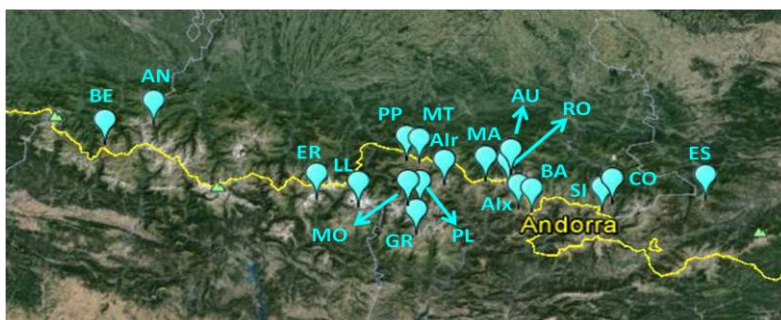 AN
BE
AU
PP MT
RO
AIr MA
ER LL
BA SI CO ES
AIx
Andorra
MO GR PL